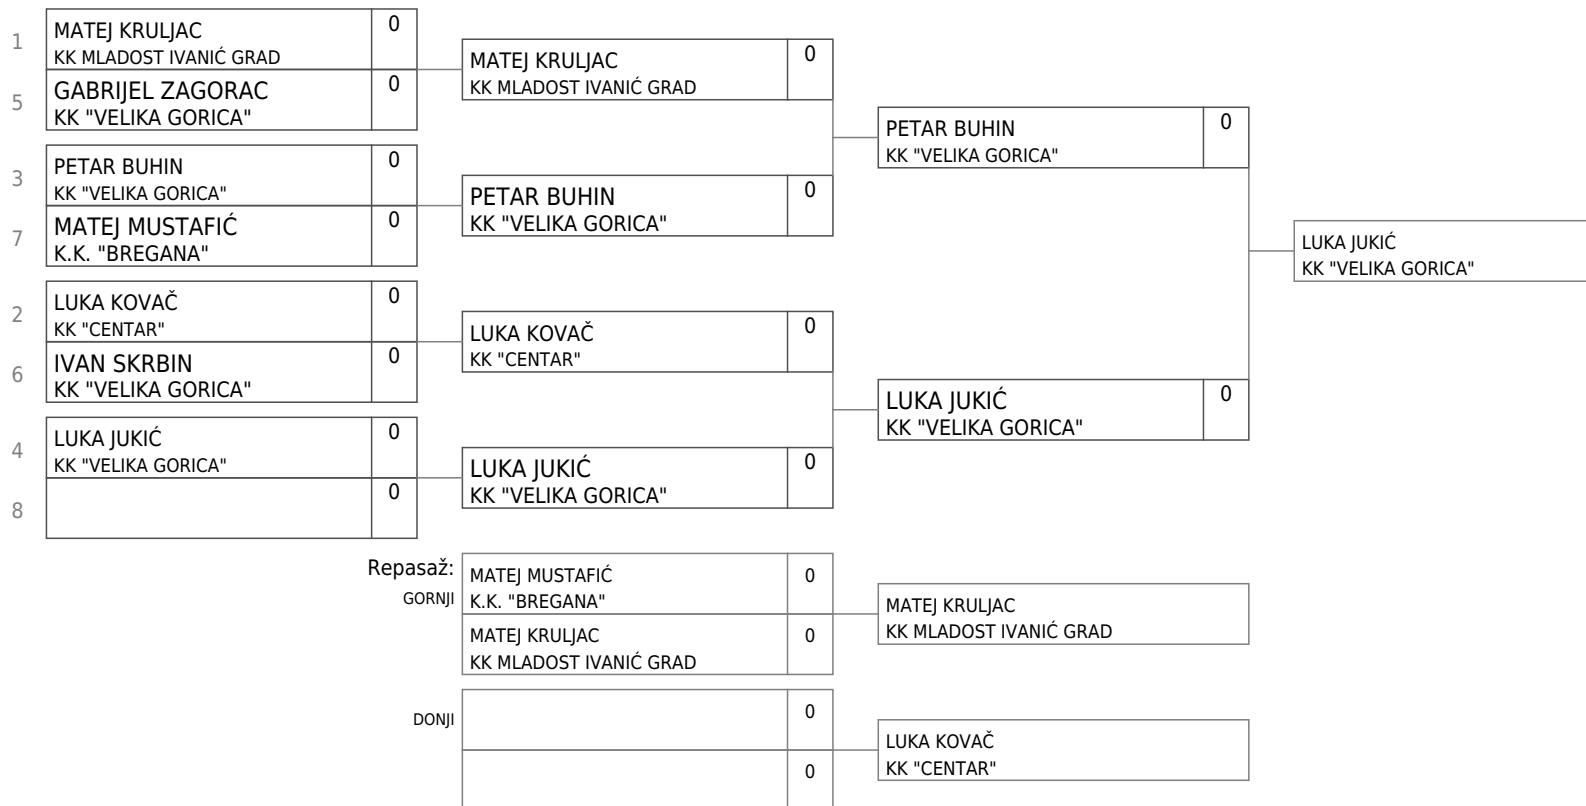 1
MATEJ KRULJAC
KK MLADOST IVANIĆ GRAD
0
5
GABRIJEL ZAGORAC
KK "VELIKA GORICA"
0
3
PETAR BUHIN
KK "VELIKA GORICA"
0
7
MATEJ MUSTAFIĆ
K.K. "BREGANA"
0
2
LUKA KOVAČ
KK "CENTAR"
0
6
IVAN SKRBIN
KK "VELIKA GORICA"
0
4
LUKA JUKIĆ
KK "VELIKA GORICA"
0
8
0
MATEJ KRULJAC
KK MLADOST IVANIĆ GRAD
0
PETAR BUHIN
KK "VELIKA GORICA"
0
LUKA KOVAČ
KK "CENTAR"
0
LUKA JUKIĆ
KK "VELIKA GORICA"
0
PETAR BUHIN
KK "VELIKA GORICA"
0
LUKA JUKIĆ
KK "VELIKA GORICA"
0
LUKA JUKIĆ
KK "VELIKA GORICA"
Repasaž:
GORNJI
MATEJ MUSTAFIĆ
K.K. "BREGANA"
0
MATEJ KRULJAC
KK MLADOST IVANIĆ GRAD
0
MATEJ KRULJAC
KK MLADOST IVANIĆ GRAD
DONJI
0
0
LUKA KOVAČ
KK "CENTAR"